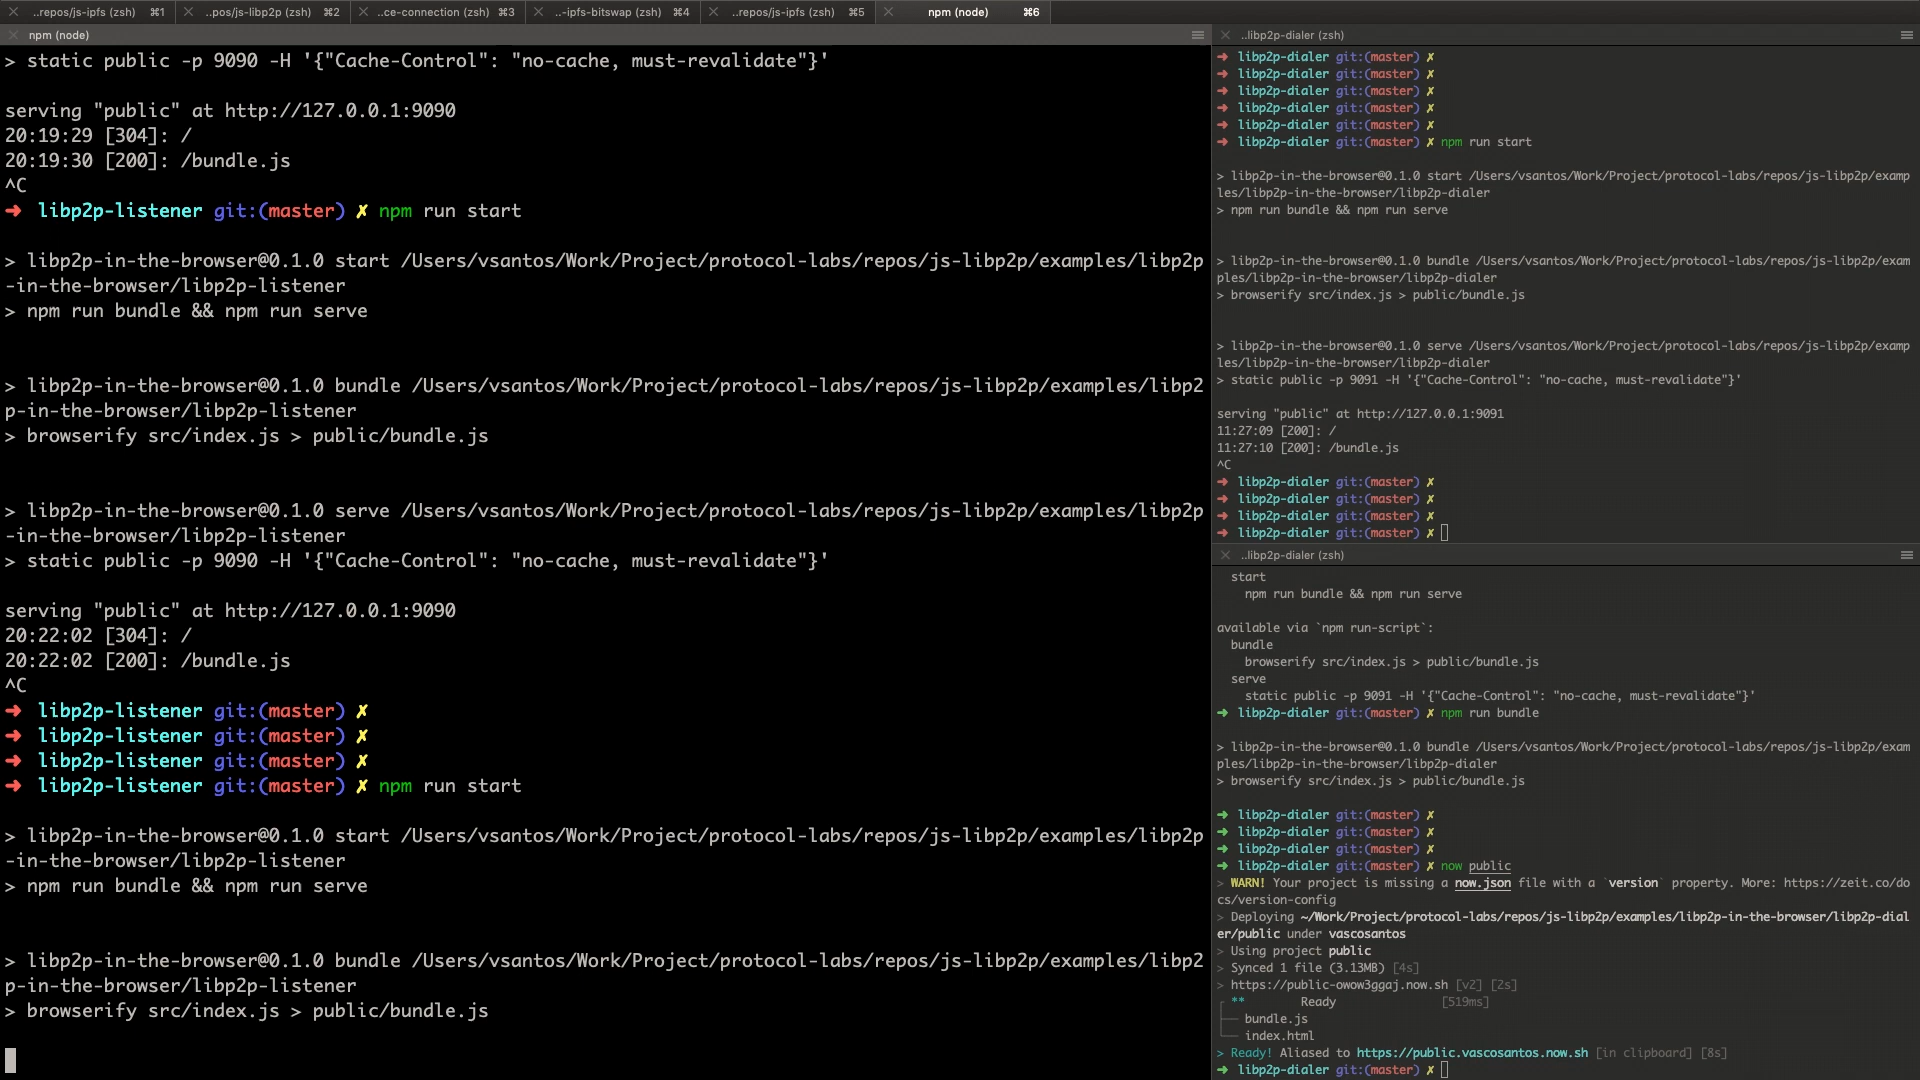 ..repos/js-ipfs (zsh) ⌘1 ..pos/js-libp2p (zsh) ⌘2 ..ce-connection (zsh) ⌘3 ..-ipfs-bitswap (zsh) ⌘4 ..repos/js-ipfs (zsh) ⌘5 npm (node) ⌘6
npm (node)
> static public -p 9090 -H '{"Cache-Control": "no-cache, must-revalidate"}'
serving "public" at http://127.0.0.1:9090
20:19:29 [304]: /
20:19:30 [200]: /bundle.js
^C
➜ libp2p-listener git:(master) ✗ npm run start
> libp2p-in-the-browser@0.1.0 start /Users/vsantos/Work/Project/protocol-labs/repos/js-libp2p/examples/libp2p
-in-the-browser/libp2p-listener
> npm run bundle && npm run serve
> libp2p-in-the-browser@0.1.0 bundle /Users/vsantos/Work/Project/protocol-labs/repos/js-libp2p/examples/libp2
p-in-the-browser/libp2p-listener
> browserify src/index.js > public/bundle.js
> libp2p-in-the-browser@0.1.0 serve /Users/vsantos/Work/Project/protocol-labs/repos/js-libp2p/examples/libp2p
-in-the-browser/libp2p-listener
> static public -p 9090 -H '{"Cache-Control": "no-cache, must-revalidate"}'
serving "public" at http://127.0.0.1:9090
20:22:02 [304]: /
20:22:02 [200]: /bundle.js
^C
➜ libp2p-listener git:(master) ✗
➜ libp2p-listener git:(master) ✗
➜ libp2p-listener git:(master) ✗
➜ libp2p-listener git:(master) ✗ npm run start
> libp2p-in-the-browser@0.1.0 start /Users/vsantos/Work/Project/protocol-labs/repos/js-libp2p/examples/libp2p
-in-the-browser/libp2p-listener
> npm run bundle && npm run serve
> libp2p-in-the-browser@0.1.0 bundle /Users/vsantos/Work/Project/protocol-labs/repos/js-libp2p/examples/libp2
p-in-the-browser/libp2p-listener
> browserify src/index.js > public/bundle.js
..libp2p-dialer (zsh)
➜ libp2p-dialer git:(master) ✗
➜ libp2p-dialer git:(master) ✗
➜ libp2p-dialer git:(master) ✗
➜ libp2p-dialer git:(master) ✗
➜ libp2p-dialer git:(master) ✗
➜ libp2p-dialer git:(master) ✗ npm run start
> libp2p-in-the-browser@0.1.0 start /Users/vsantos/Work/Project/protocol-labs/repos/js-libp2p/examp
les/libp2p-in-the-browser/libp2p-dialer
> npm run bundle && npm run serve
> libp2p-in-the-browser@0.1.0 bundle /Users/vsantos/Work/Project/protocol-labs/repos/js-libp2p/exam
ples/libp2p-in-the-browser/libp2p-dialer
> browserify src/index.js > public/bundle.js
> libp2p-in-the-browser@0.1.0 serve /Users/vsantos/Work/Project/protocol-labs/repos/js-libp2p/examp
les/libp2p-in-the-browser/libp2p-dialer
> static public -p 9091 -H '{"Cache-Control": "no-cache, must-revalidate"}'
serving "public" at http://127.0.0.1:9091
11:27:09 [200]: /
11:27:10 [200]: /bundle.js
^C
➜ libp2p-dialer git:(master) ✗
➜ libp2p-dialer git:(master) ✗
➜ libp2p-dialer git:(master) ✗
➜ libp2p-dialer git:(master) ✗
..libp2p-dialer (zsh)
start
npm run bundle && npm run serve
available via `npm run-script`:
bundle
browserify src/index.js > public/bundle.js
serve
static public -p 9091 -H '{"Cache-Control": "no-cache, must-revalidate"}'
➜ libp2p-dialer git:(master) ✗ npm run bundle
> libp2p-in-the-browser@0.1.0 bundle /Users/vsantos/Work/Project/protocol-labs/repos/js-libp2p/exam
ples/libp2p-in-the-browser/libp2p-dialer
> browserify src/index.js > public/bundle.js
➜ libp2p-dialer git:(master) ✗
➜ libp2p-dialer git:(master) ✗
➜ libp2p-dialer git:(master) ✗
➜ libp2p-dialer git:(master) ✗ now public
> WARN! Your project is missing a now.json file with a `version` property. More: https://zeit.co/do
cs/version-config
> Deploying ~/Work/Project/protocol-labs/repos/js-libp2p/examples/libp2p-in-the-browser/libp2p-dial
er/public under vascosantos
> Using project public
> Synced 1 file (3.13MB) [4s]
> https://public-owow3ggaj.now.sh [v2] [2s]
┌ ** Ready [519ms]
├── bundle.js
└── index.html
> Ready! Aliased to https://public.vascosantos.now.sh [in clipboard] [8s]
➜ libp2p-dialer git:(master) ✗